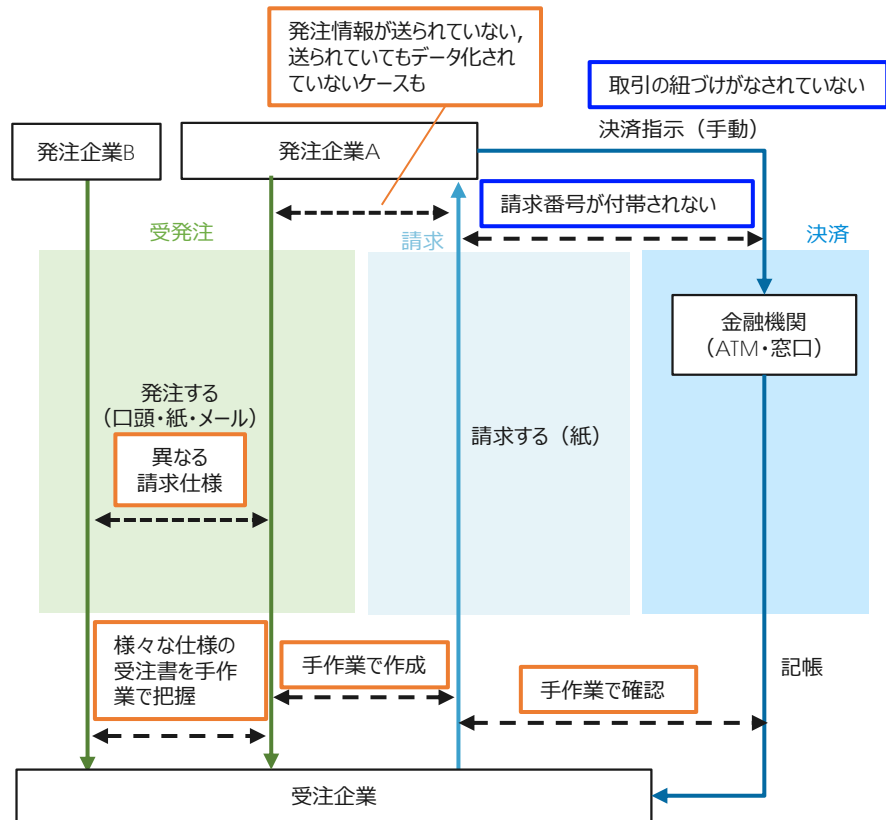 発注情報が送られていない，
送られていてもデータ化され
ていないケースも
取引の紐づけがなされていない
決済指示（手動）
発注企業B
発注企業A
請求番号が付帯されない
受発注
請求
決済
金融機関
（ATM・窓口）
発注する
（口頭・紙・メール）
請求する（紙）
異なる
請求仕様
様々な仕様の
受注書を手作
業で把握
手作業で作成
手作業で確認
記帳
受注企業